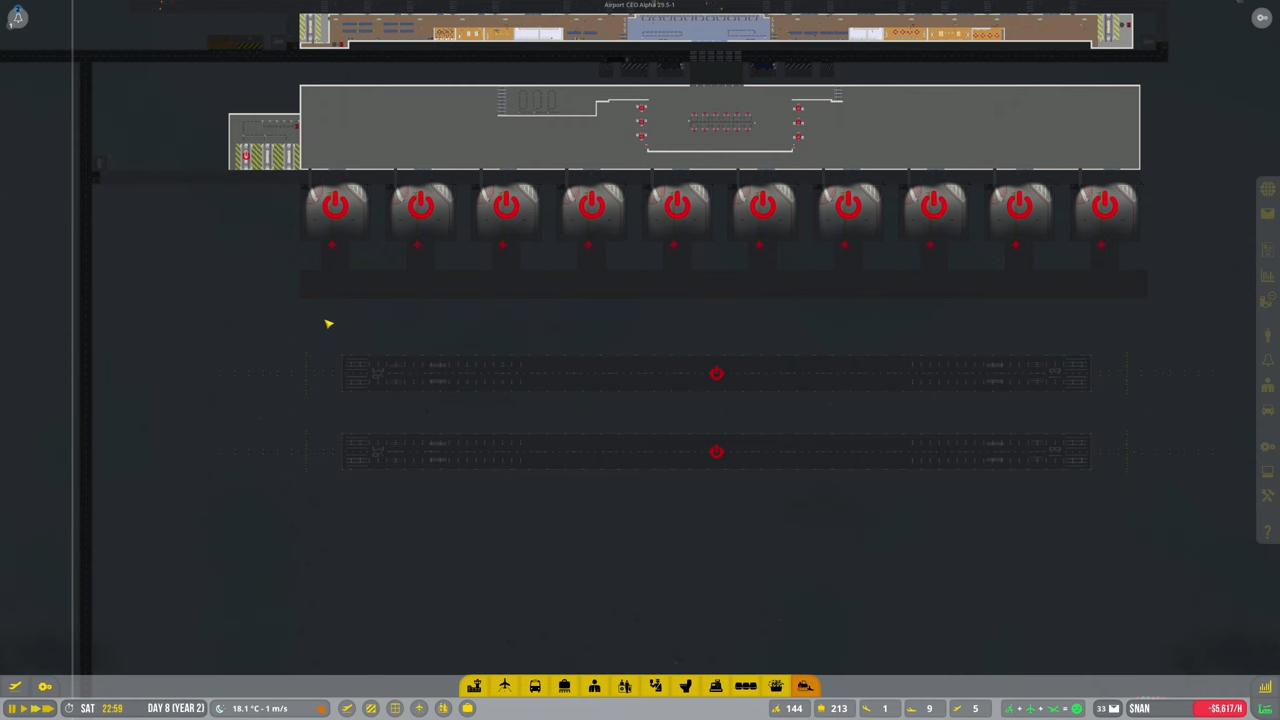 Airport CEO Alpha 29.5-1
SAT 22:59 DAY 8 (YEAR 2) 18.1 °C - 1 m/s 144 213 1 9 5 + + = 33 $NAN -$5,617/H
?